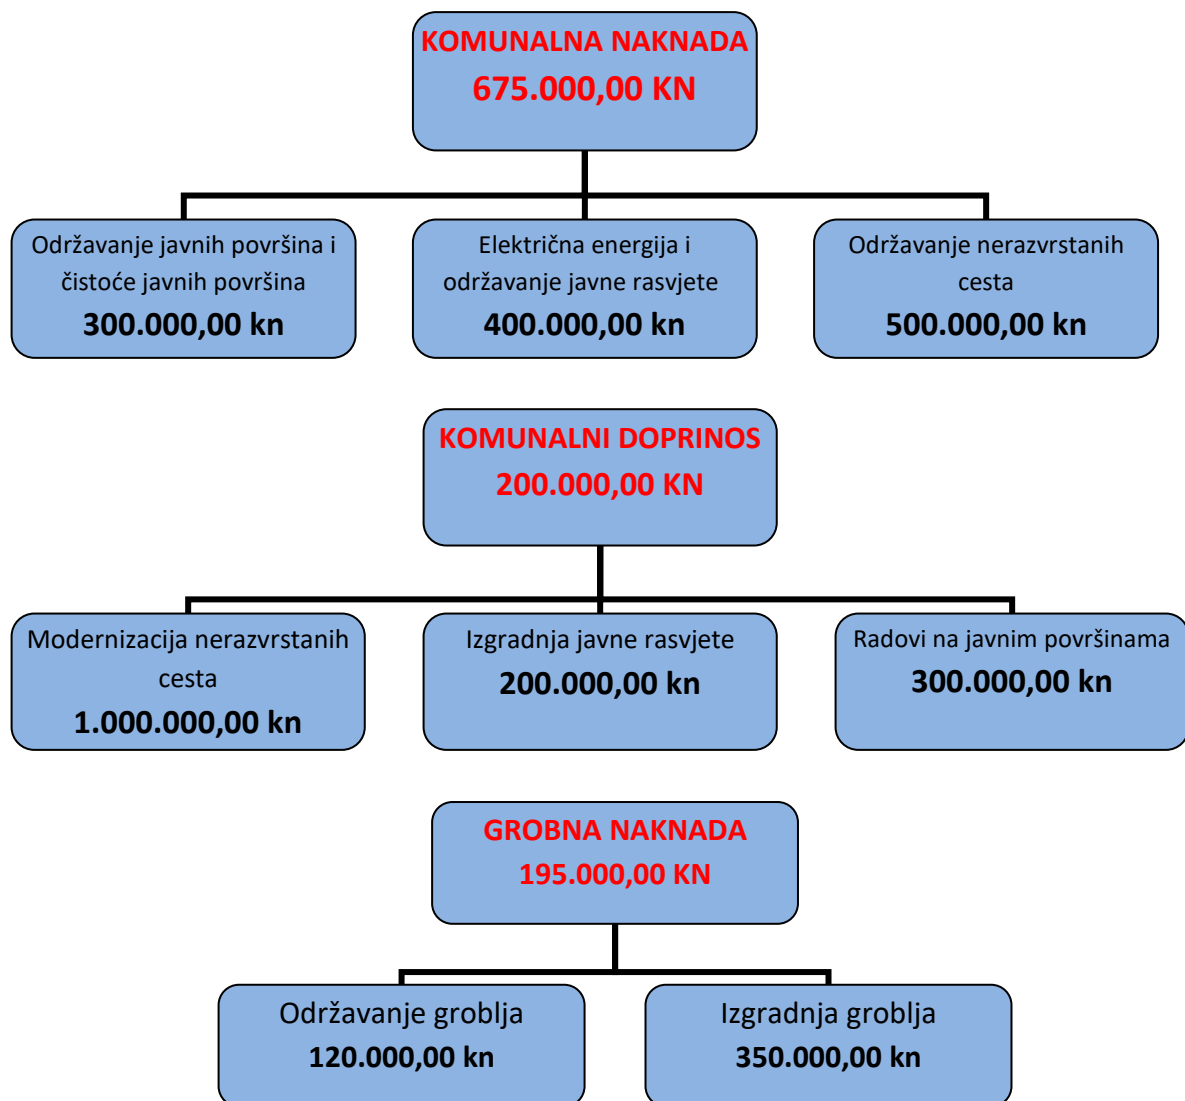 KOMUNALNA NAKNADA
675.000,00 KN
Održavanje javnih površina i
čistoće javnih površina
300.000,00 kn
Električna energija i
održavanje javne rasvjete
400.000,00 kn
Održavanje nerazvrstanih
cesta
500.000,00 kn
KOMUNALNI DOPRINOS
200.000,00 KN
Modernizacija nerazvrstanih
cesta
1.000.000,00 kn
Izgradnja javne rasvjete
200.000,00 kn
Radovi na javnim površinama
300.000,00 kn
GROBNA NAKNADA
195.000,00 KN
Održavanje groblja
120.000,00 kn
Izgradnja groblja
350.000,00 kn